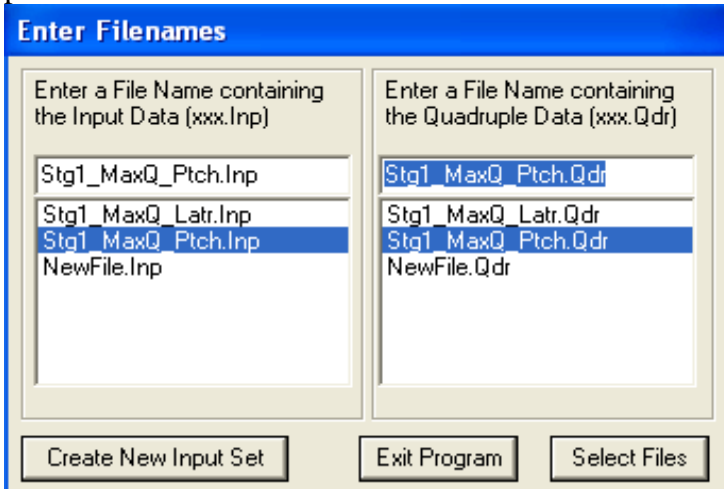 Enter Filenames
Enter a File Name containing
the Input Data (xxx.Inp)
Stg1_MaxQ_Ptch.Inp
Stg1_MaxQ_Latr.Inp
Stg1_MaxQ_Ptch.Inp
NewFile.Inp
Enter a File Name containing
the Quadruple Data (xxx.Qdr)
Stg1_MaxQ_Ptch.Qdr
Stg1_MaxQ_Latr.Qdr
Stg1_MaxQ_Ptch.Qdr
NewFile.Qdr
Create New Input Set
Exit Program
Select Files